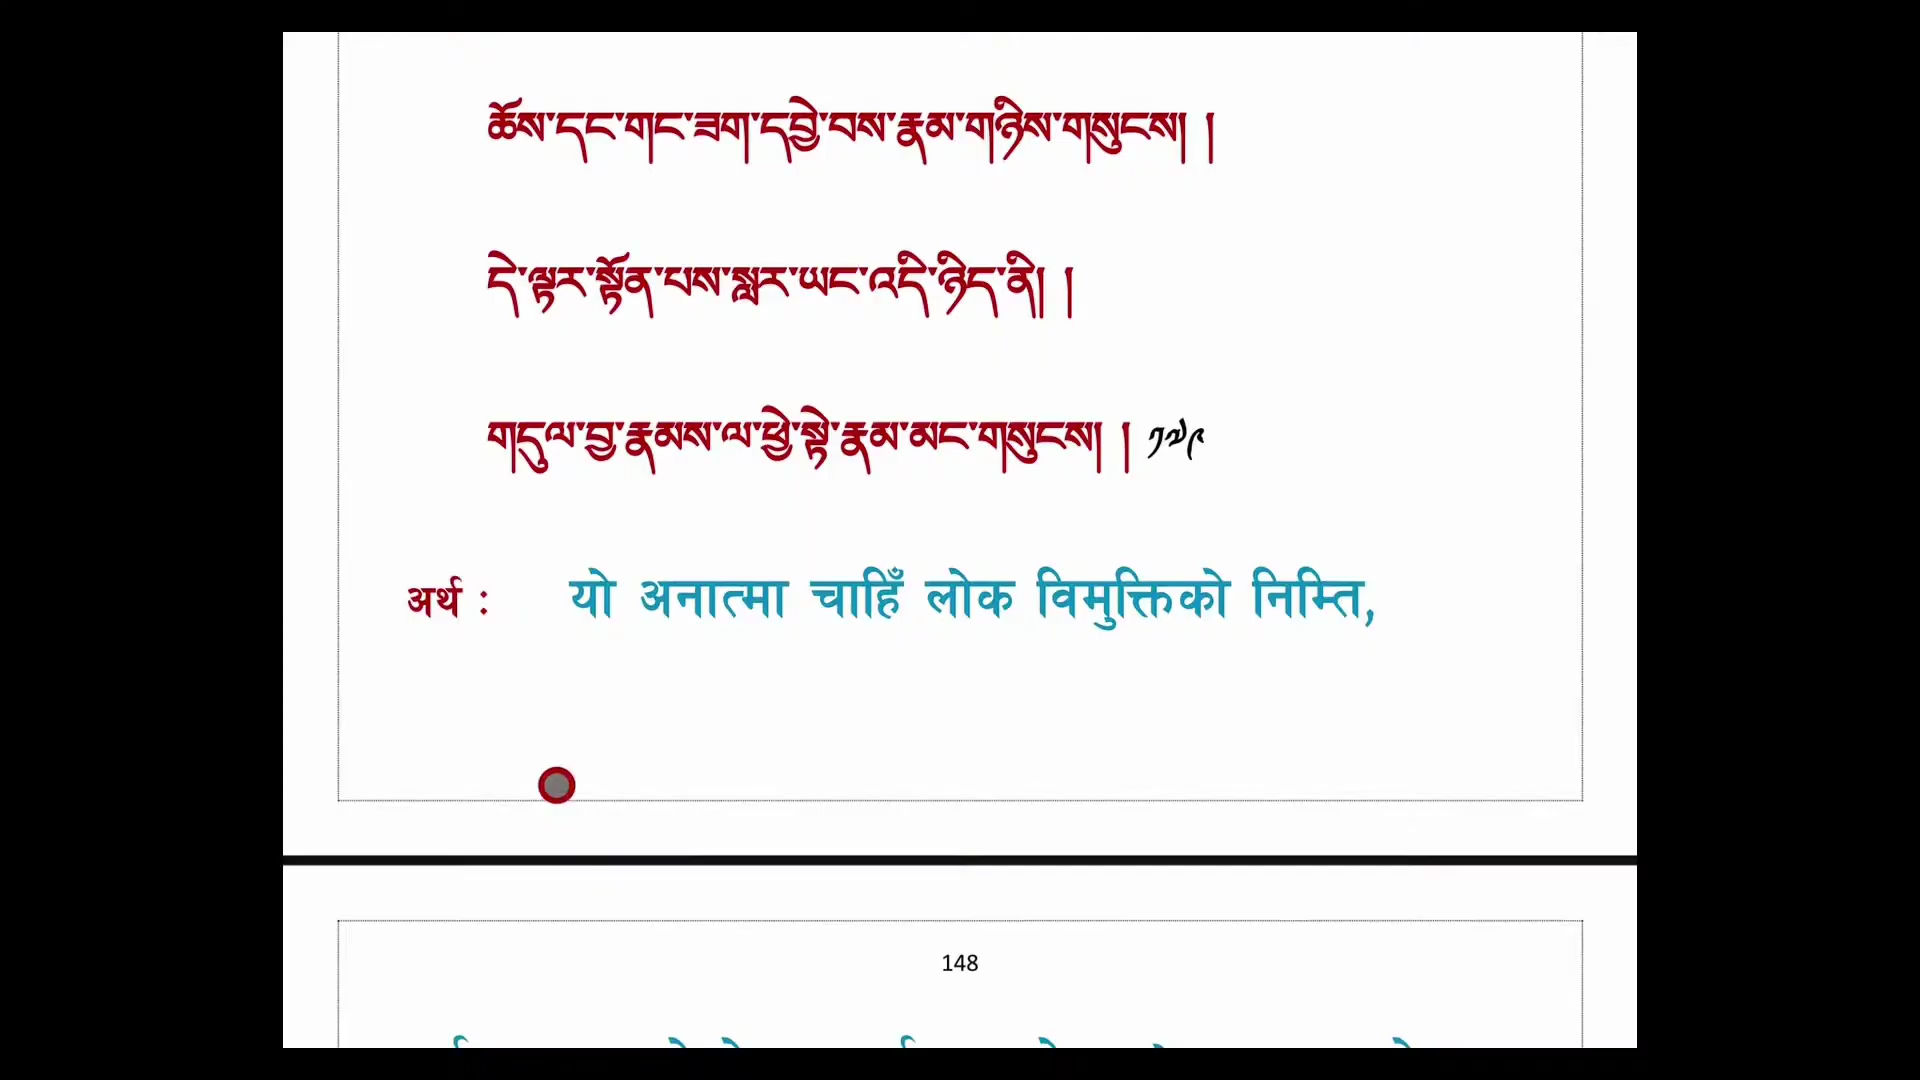 ཆོས་དང་གང་ཟག་དབྱེ་བས་རྣམ་གཉིས་གསུངས། །
དེ་ལྟར་སྟོན་པས་སླར་ཡང་འདི་ཉིད་ནི། །
གདུལ་བྱ་རྣམས་ལ་ཕྱེ་སྟེ་རྣམ་མང་གསུངས། ། ༡༧༩
अर्थ : यो अनात्मा चाहिँ लोक विमुक्तिको निम्ति,
148